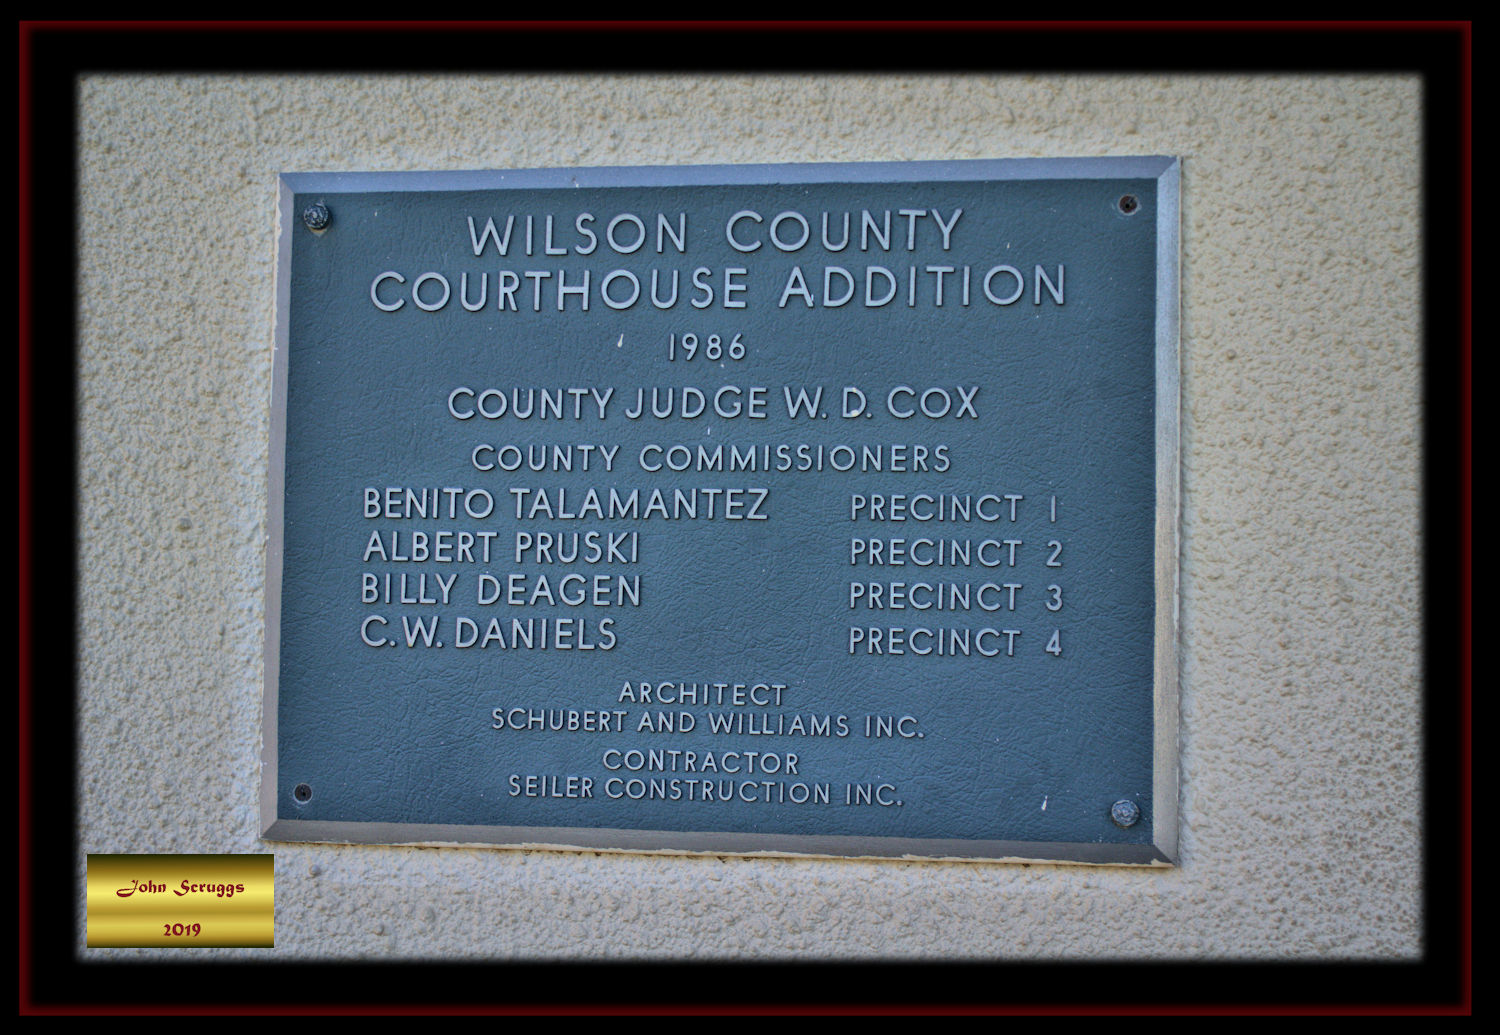 WILSON COUNTY
COURTHOUSE ADDITION
1986
COUNTY JUDGE W. D. COX
COUNTY COMMISSIONERS
BENITO TALAMANTEZ PRECINCT 1
ALBERT PRUSKI PRECINCT 2
BILLY DEAGEN PRECINCT 3
C.W. DANIELS PRECINCT 4
ARCHITECT
SCHUBERT AND WILLIAMS INC.
CONTRACTOR
SEILER CONSTRUCTION INC.
John Scruggs
2019